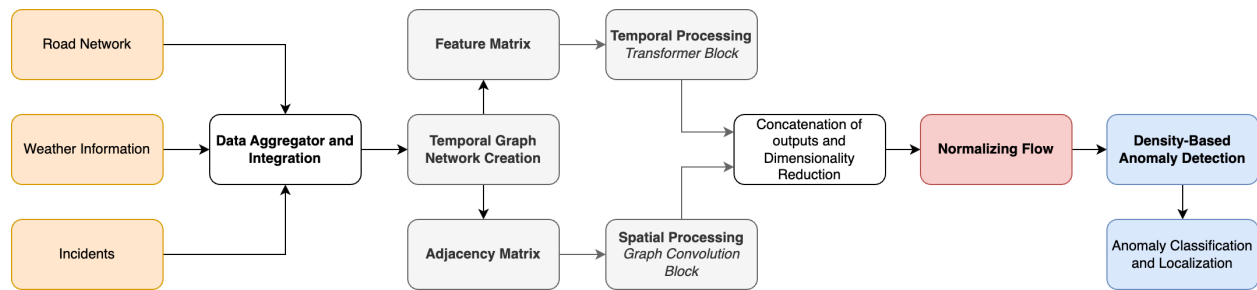 Road Network
Weather Information
Incidents
Data Aggregator and
Integration
Feature Matrix
Temporal Graph
Network Creation
Adjacency Matrix
Temporal Processing
Transformer Block
Spatial Processing
Graph Convolution
Block
Concatenation of
outputs and
Dimensionality
Reduction
Normalizing Flow
Density-Based
Anomaly Detection
Anomaly Classification
and Localization